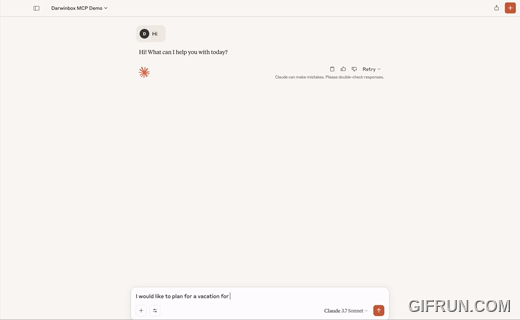 Darwinbox MCP Demo
D Hi
Hi! What can I help you with today?
Retry
Claude can make mistakes. Please double-check responses.
I would like to plan for a vacation for
Claude 3.7 Sonnet
GIFRUN.COM